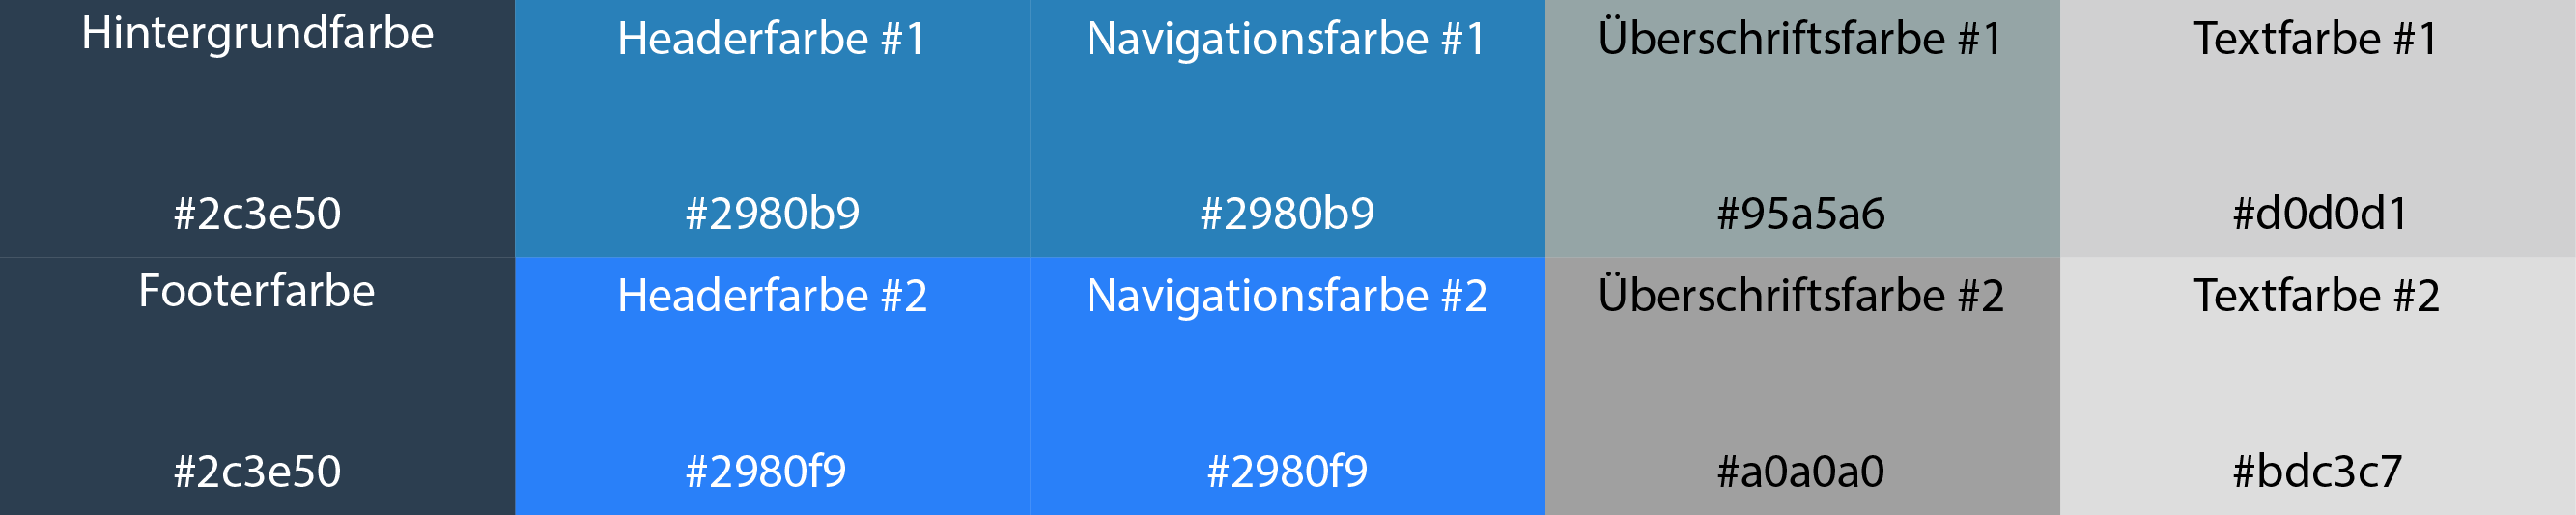 Hintergrundfarbe
#2c3e50
Headerfarbe #1
#2980b9
Navigationsfarbe #1
#2980b9
Überschriftsfarbe #1
#95a5a6
Textfarbe #1
#d0d0d1
Footerfarbe
#2c3e50
Headerfarbe #2
#2980f9
Navigationsfarbe #2
#2980f9
Überschriftsfarbe #2
#a0a0a0
Textfarbe #2
#bdc3c7